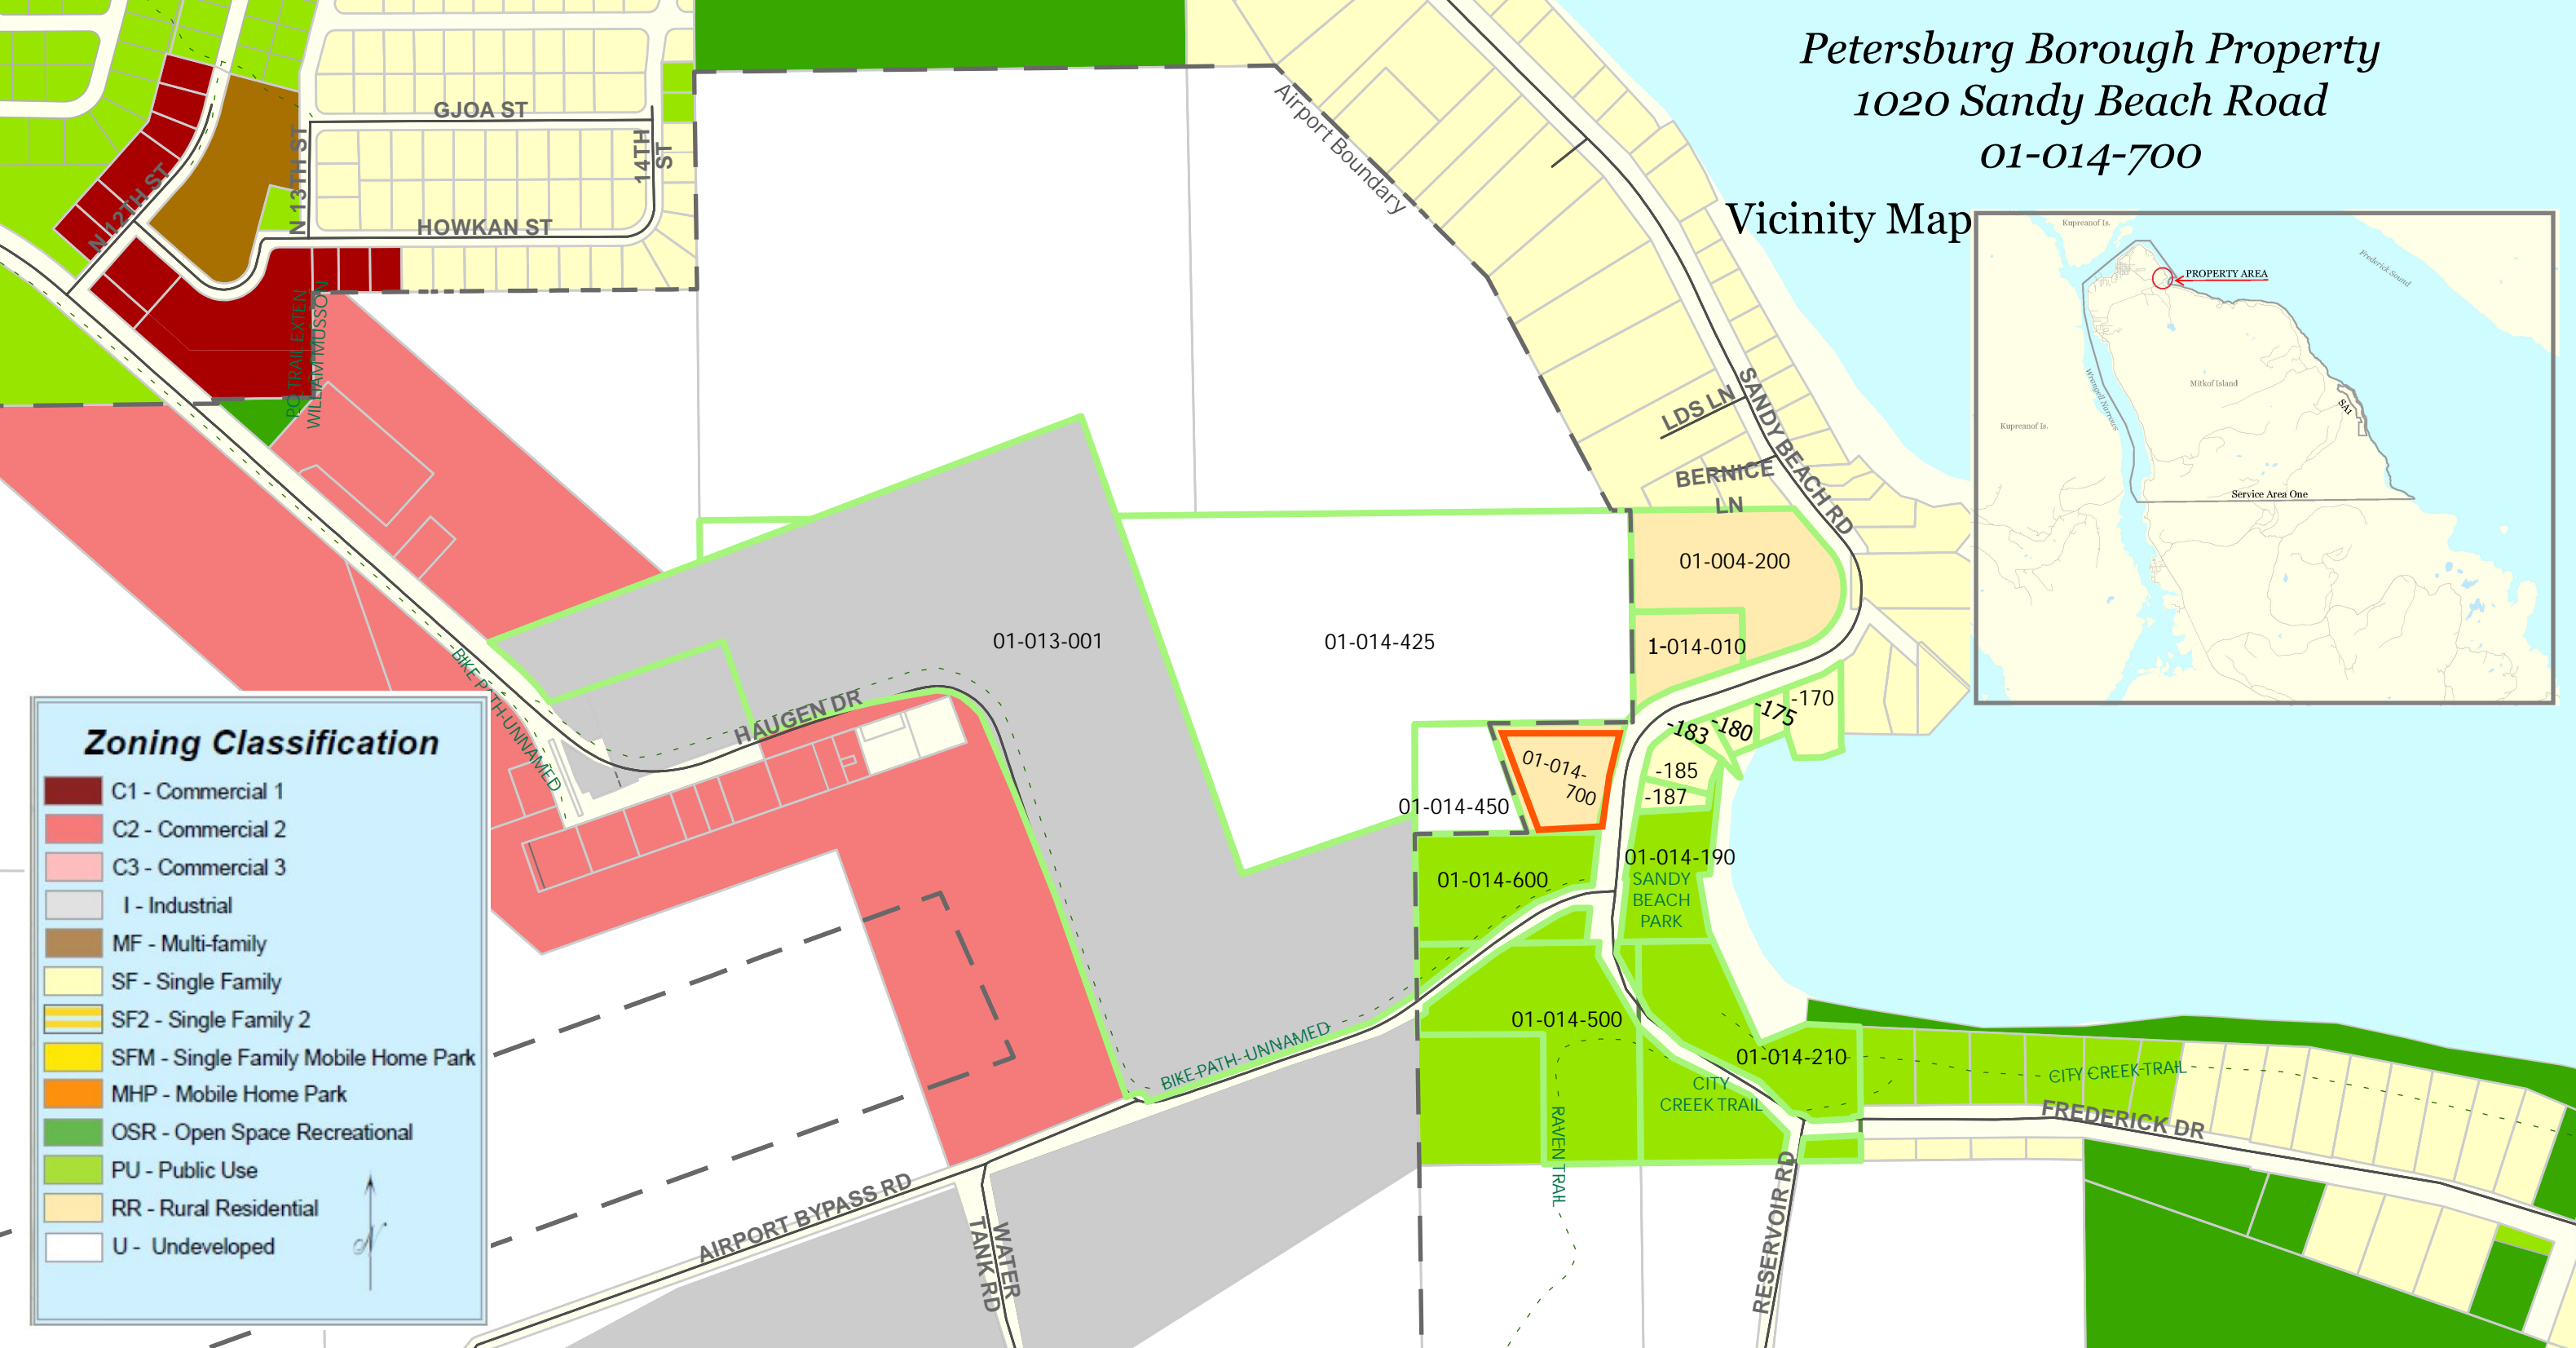 Petersburg Borough Property
1020 Sandy Beach Road
01-014-700
Vicinity Map
Kupreanof Is.
Frederick Sound
PROPERTY AREA
Mitkof Island
Wrangell Narrows
Kupreanof Is.
SA1
Service Area One
GJOA ST
14TH
ST
N 13TH ST
N 12TH ST
HOWKAN ST
WILLIAM MUSSON
Airport Boundary
LDS LN
SANDY BEACH RD
BERNICE
LN
01-004-200
1-014-010
01-013-001
01-014-425
-170
-175
-180
-183
-185
-187
01-014-
700
01-014-450
01-014-190
SANDY
BEACH
PARK
01-014-600
01-014-500
01-014-210
CITY
CREEK TRAIL
CITY CREEK TRAIL
FREDERICK DR
RAVEN TRAIL
RESERVOIR RD
HAUGEN DR
BIKE-PATH-UNNAMED
BIKE-PATH-UNNAMED
AIRPORT BYPASS RD
WATER
TANK RD
Zoning Classification
C1 - Commercial 1
C2 - Commercial 2
C3 - Commercial 3
I - Industrial
MF - Multi-family
SF - Single Family
SF2 - Single Family 2
SFM - Single Family Mobile Home Park
MHP - Mobile Home Park
OSR - Open Space Recreational
PU - Public Use
RR - Rural Residential
U - Undeveloped
N